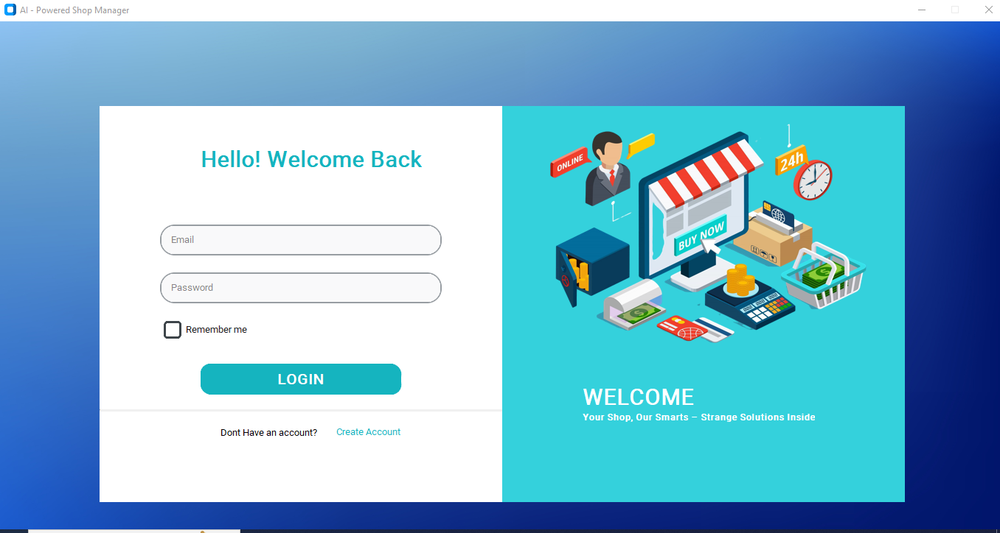 AI - Powered Shop Manager
Hello! Welcome Back
Email
Password
Remember me
LOGIN
Dont Have an account? Create Account
ONLINE
24h
BUY NOW
WELCOME
Your Shop, Our Smarts – Strange Solutions Inside